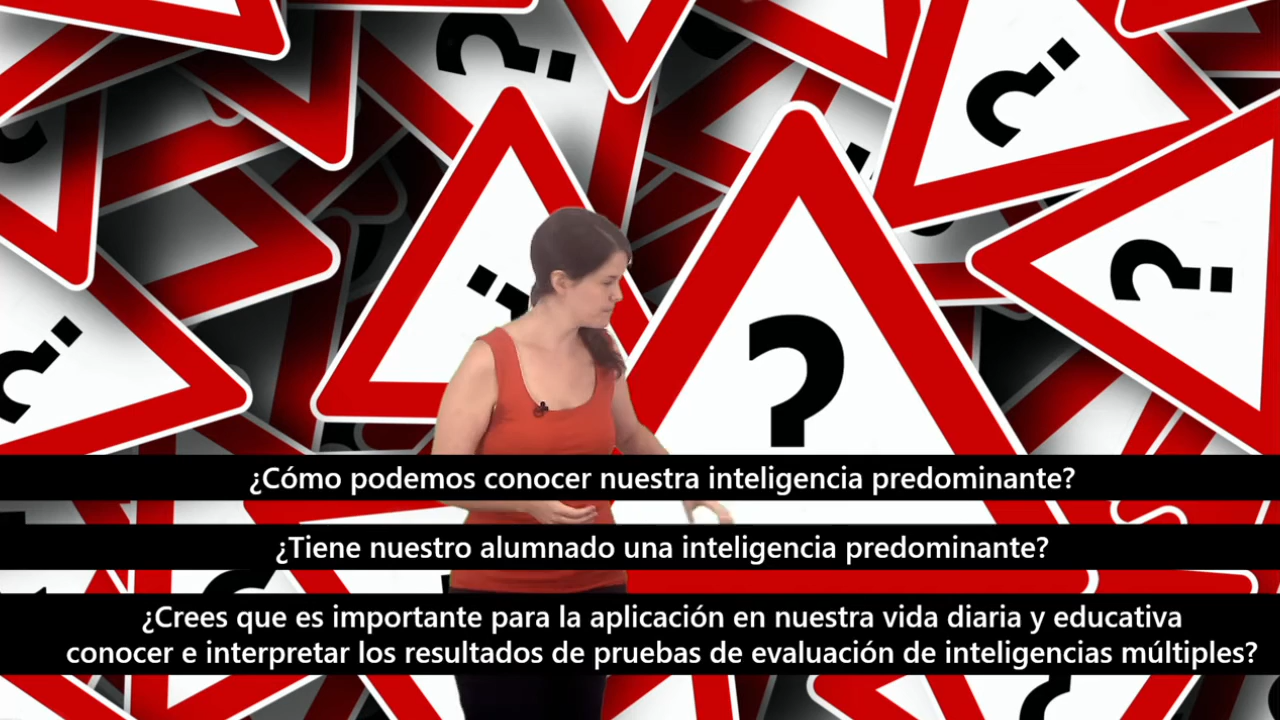 ¿Cómo podemos conocer nuestra inteligencia predominante?
¿Tiene nuestro alumnado una inteligencia predominante?
¿Crees que es importante para la aplicación en nuestra vida diaria y educativa
conocer e interpretar los resultados de pruebas de evaluación de inteligencias múltiples?